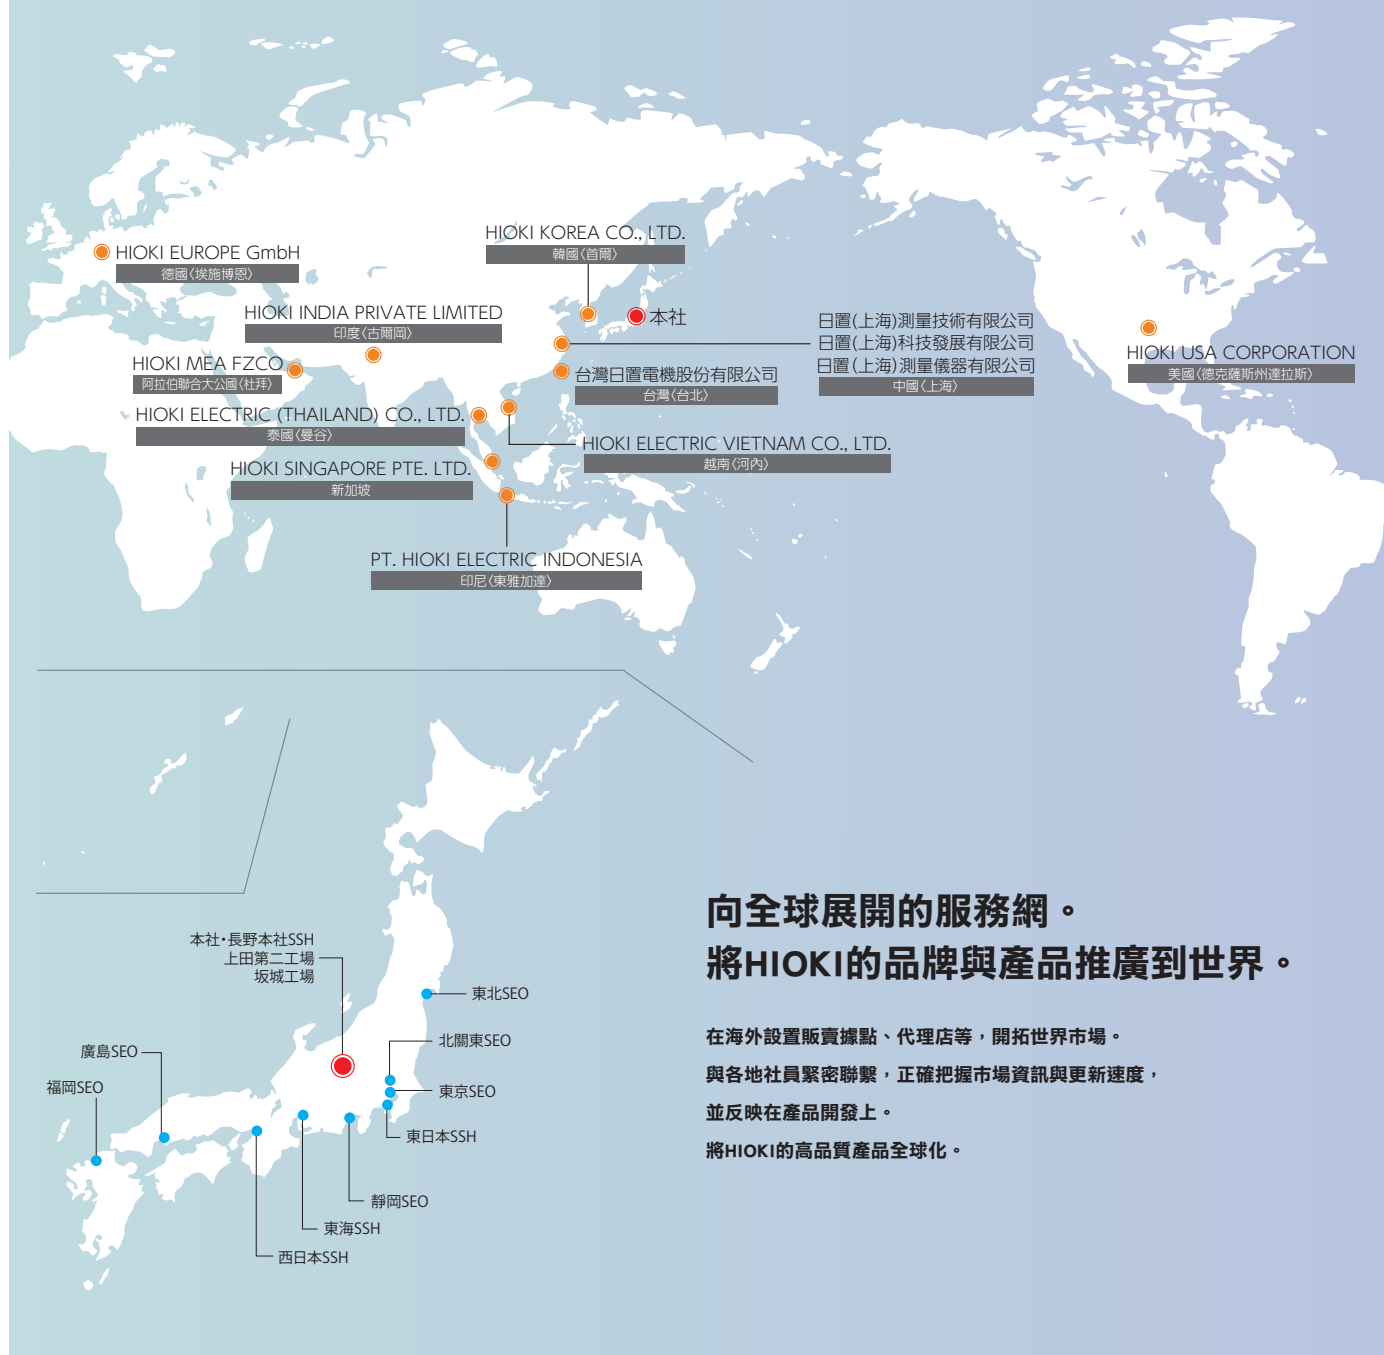 HIOKI EUROPE GmbH
德國〈埃施博恩〉
HIOKI KOREA CO., LTD.
韓國〈首爾〉
HIOKI INDIA PRIVATE LIMITED
印度〈古爾岡〉
本社
日置(上海)測量技術有限公司
日置(上海)科技發展有限公司
日置(上海)測量儀器有限公司
中國〈上海〉
HIOKI USA CORPORATION
美國〈德克薩斯州達拉斯〉
HIOKI MEA FZCO
阿拉伯聯合大公國〈杜拜〉
台灣日置電機股份有限公司
台灣〈台北〉
HIOKI ELECTRIC (THAILAND) CO., LTD.
泰國〈曼谷〉
HIOKI ELECTRIC VIETNAM CO., LTD.
越南〈河內〉
HIOKI SINGAPORE PTE. LTD.
新加坡
PT. HIOKI ELECTRIC INDONESIA
印尼〈東雅加達〉
本社・長野本社SSH
上田第二工場
坂城工場
東北SEO
北關東SEO
廣島SEO
福岡SEO
東京SEO
東日本SSH
靜岡SEO
東海SSH
西日本SSH
向全球展開的服務網。
將HIOKI的品牌與產品推廣到世界。
在海外設置販賣據點、代理店等，開拓世界市場。
與各地社員緊密聯繫，正確把握市場資訊與更新速度，
並反映在產品開發上。
將HIOKI的高品質產品全球化。